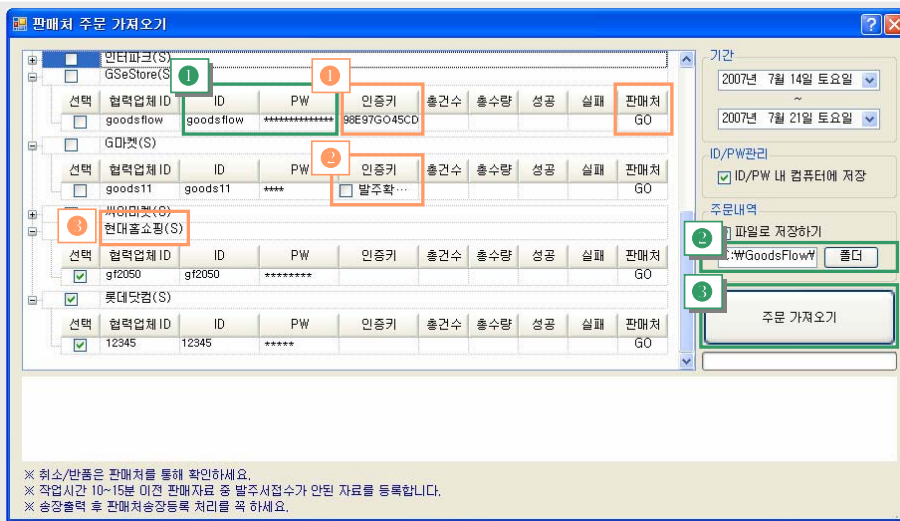 판매처 주문 가져오기
인터파크(S)
GSeStore(S
1
1
선택 협력업체ID ID PW 인증키 총건수 총수량 성공 실패 판매처
goodsflow goodsflow ************** 98E97GO45CD GO
G마켓(S)
2
선택 협력업체ID ID PW 인증키 총건수 총수량 성공 실패 판매처
goods11 goods11 **** 발주확… GO
3
현대홈쇼핑(S)
선택 협력업체ID ID PW 인증키 총건수 총수량 성공 실패 판매처
gf2050 gf2050 ******** GO
롯데닷컴(S)
선택 협력업체ID ID PW 인증키 총건수 총수량 성공 실패 판매처
12345 12345 ***** GO
기간
2007년 7월 14일 토요일
~
2007년 7월 21일 토요일
ID/PW관리
ID/PW 내 컴퓨터에 저장
주문내역
파일로 저장하기
2
:₩GoodsFlow₩ 폴더
3
주문 가져오기
※ 취소/반품은 판매처를 통해 확인하세요.
※ 작업시간 10~15분 이전 판매자료 중 발주서접수가 안된 자료를 등록합니다.
※ 송장출력 후 판매처송장등록 처리를 꼭 하세요.